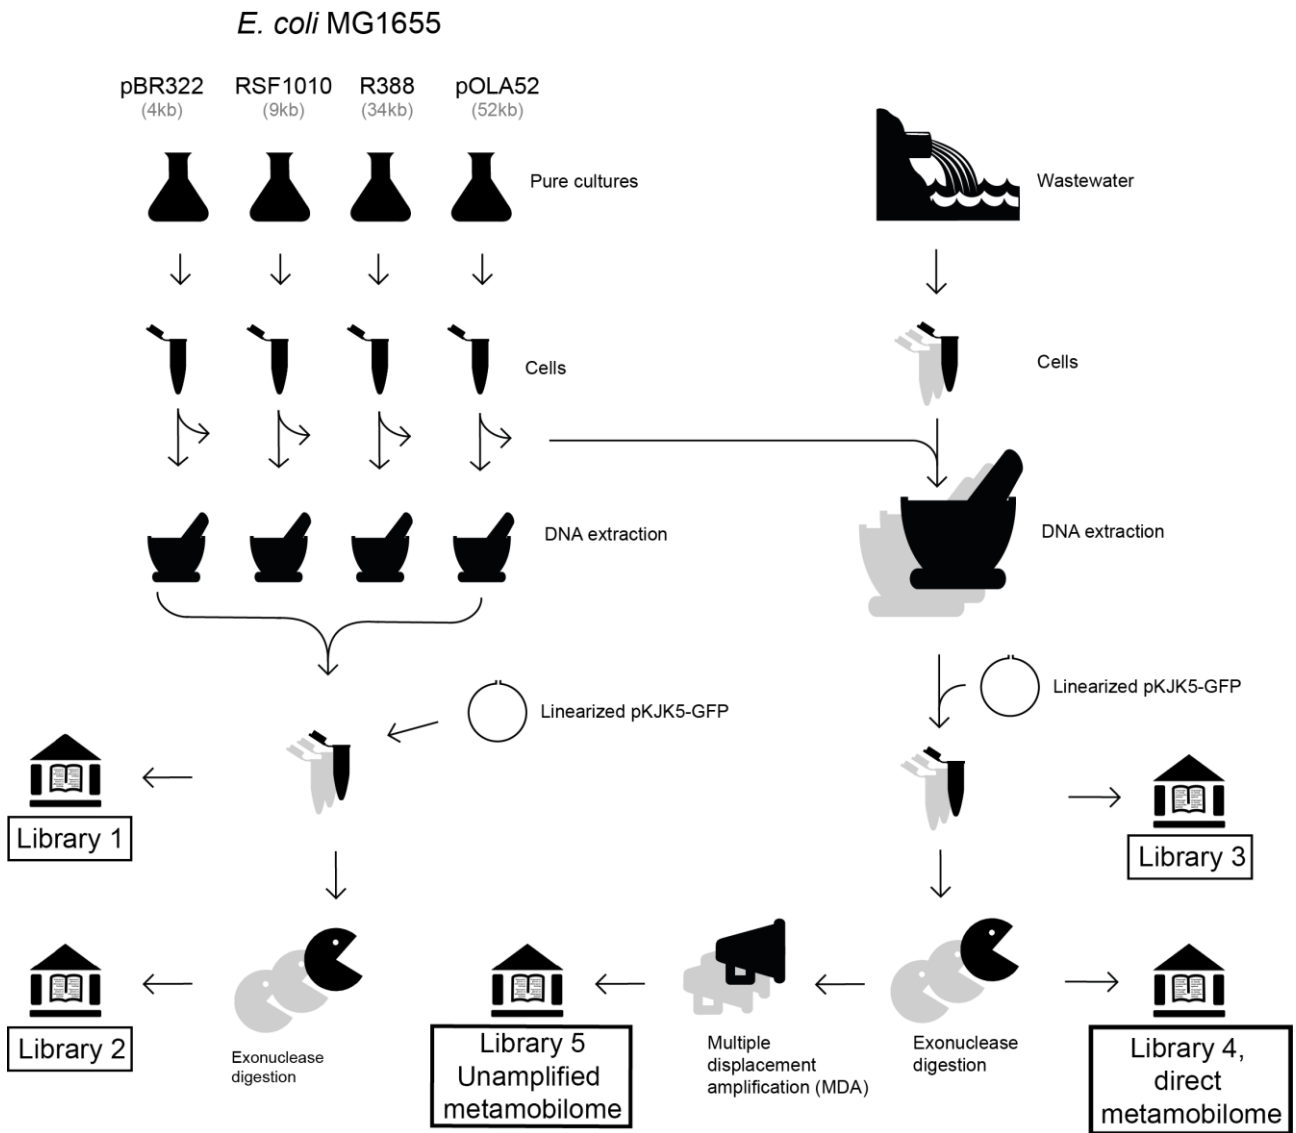 E. coli MG1655
pBR322 RSF1010 R388 pOLA52
(4kb) (9kb) (34kb) (52kb)
Pure cultures
Wastewater
Cells
Cells
DNA extraction
DNA extraction
Linearized pKJK5-GFP
Linearized pKJK5-GFP
Library 1
Library 3
Library 2
Exonuclease
digestion
Library 5
Unamplified
metamobilome
Multiple
displacement
amplification (MDA)
Exonuclease
digestion
Library 4,
direct
metamobilome